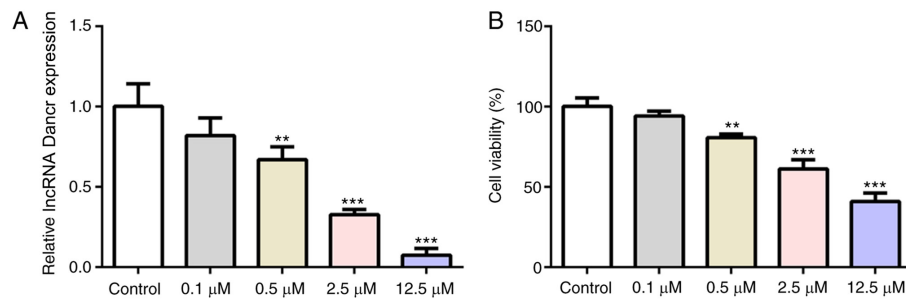 A
Relative lncRNA Dancr expression
1.5
1.0
0.5
0.0
**
***
***
Control 0.1 μM 0.5 μM 2.5 μM 12.5 μM
B
Cell viability (%)
150
100
50
0
**
***
***
Control 0.1 μM 0.5 μM 2.5 μM 12.5 μM